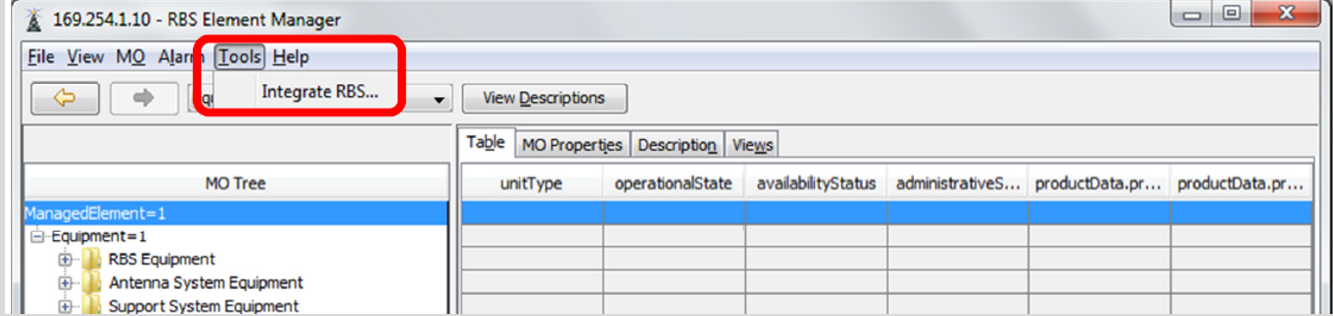 169.254.1.10 - RBS Element Manager
File View MO Alarm Tools Help
Integrate RBS...
View Descriptions
Table MO Properties Description Views
MO Tree
unitType operationalState availabilityStatus administrativeS... productData.pr... productData.pr...
ManagedElement=1
Equipment=1
RBS Equipment
Antenna System Equipment
Support System Equipment